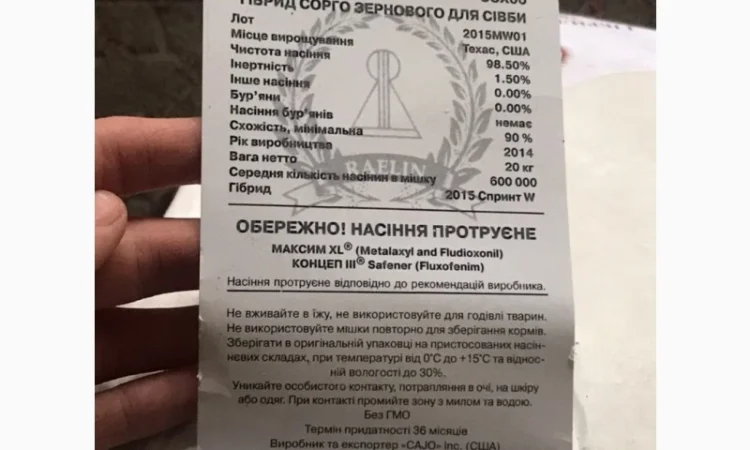 ГІБРИД СОРГО ЗЕРНОВОГО ДЛЯ СІВБИ
Лот 2015MW01
Місце вирощування Техас, США
Чистота насіння 98.50%
Інертність 1.50%
Інше насіння 0.00%
Бур'яни 0.00%
Насіння бур'янів немає
Схожість, мінімальна 90 %
Рік виробництва 2014
Вага нетто 20 кг
Середня кількість насінин в мішку 600 000
Гібрид 2015 Спринт W
ОБЕРЕЖНО! НАСІННЯ ПРОТРУЄНЕ
МАКСИМ XL® (Metalaxyl and Fludioxonil)
КОНЦЕП III® Safener (Fluxofenim)
Насіння протруєне відповідно до рекомендацій виробника.
Не вживайте в їжу, не використовуйте для годівлі тварин.
Не використовуйте мішки повторно для зберігання кормів.
Зберігати в оригінальній упаковці на пристосованих насін-
нєвих складах, при температурі від 0°С до +15°С та віднос-
ній вологості до 30%.
Уникайте особистого контакту, потрапляння в очі, на шкіру
або одяг. При контакті промийте зону з милом та водою.
Без ГМО
Термін придатності 36 місяців
Виробник та експортер «САJO» Inc. (США)